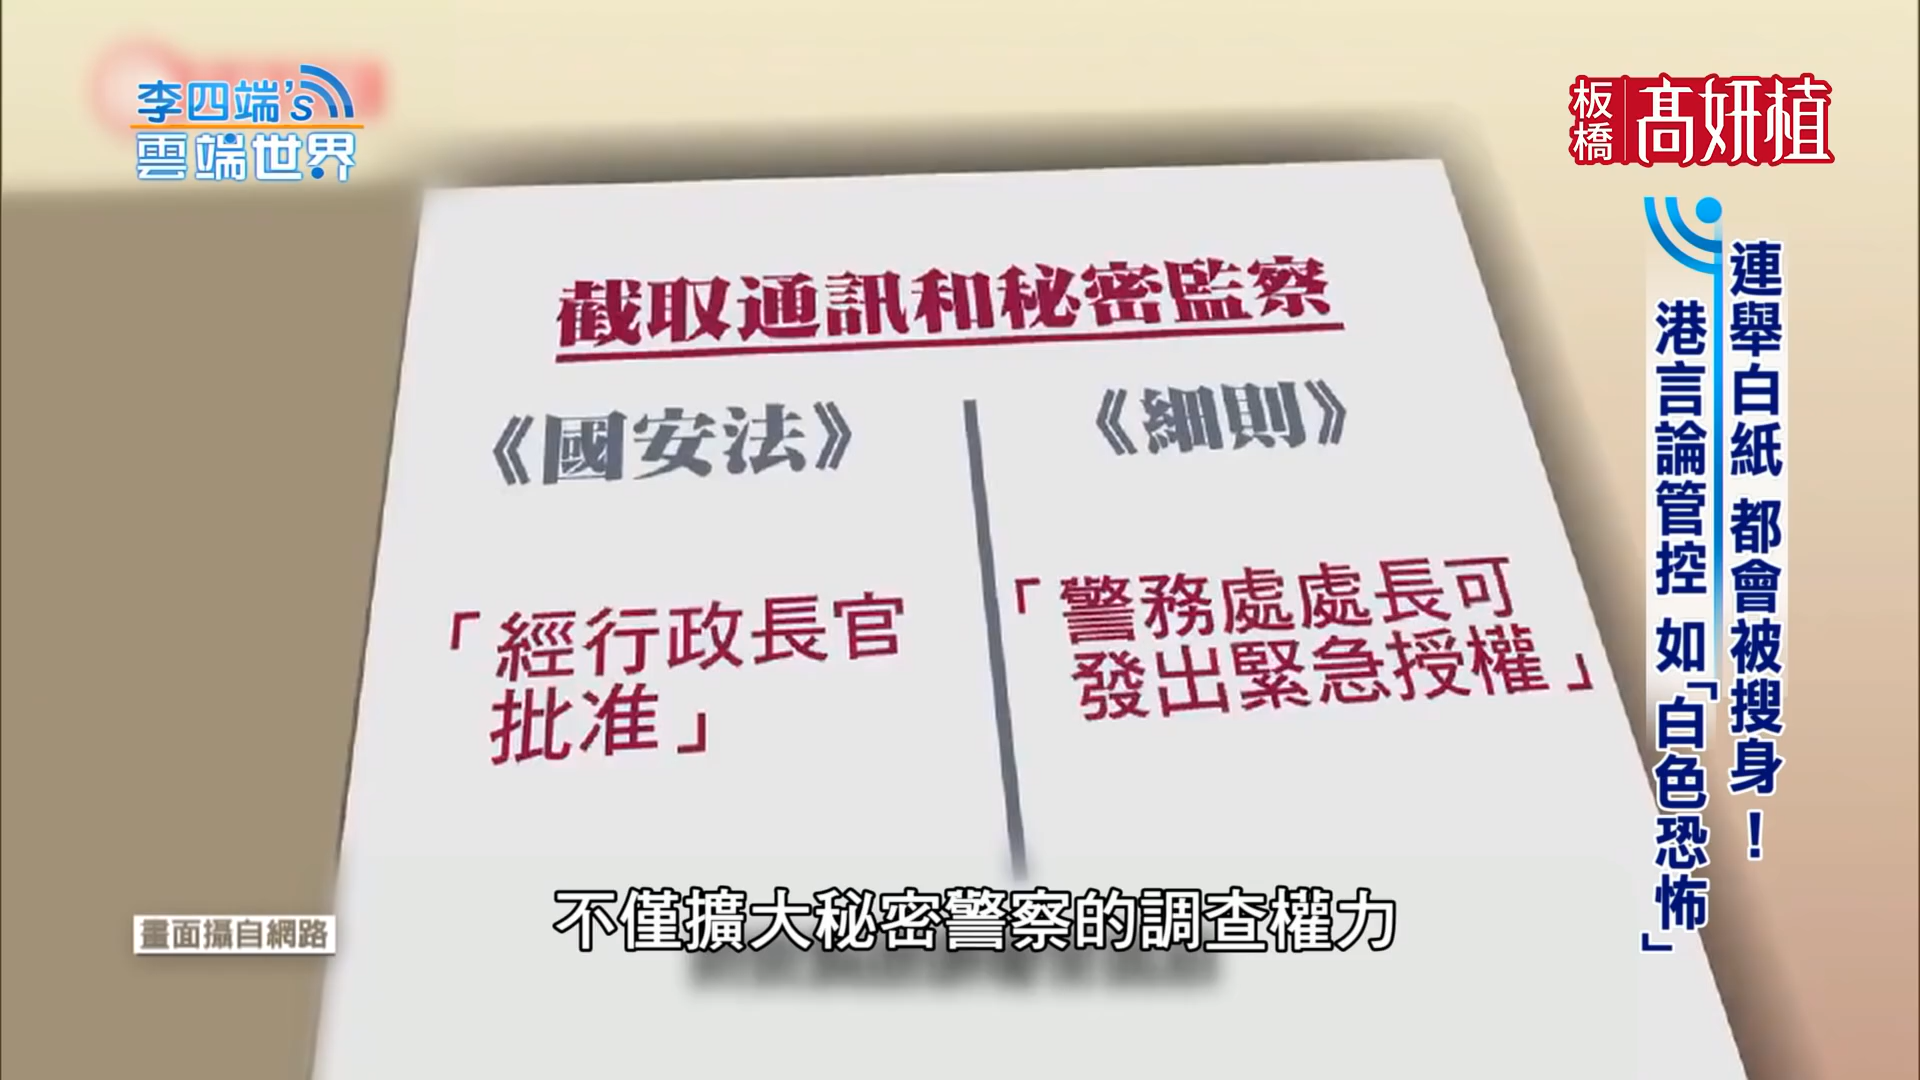 李四端's
雲端世界
板橋
高妍植
連舉白紙 都會被搜身！
港言論管控 如「白色恐怖」
截取通訊和秘密監察
《國安法》
「經行政長官
批准」
《細則》
「警務處處長可
發出緊急授權」
不僅擴大秘密警察的調查權力
畫面攝自網路